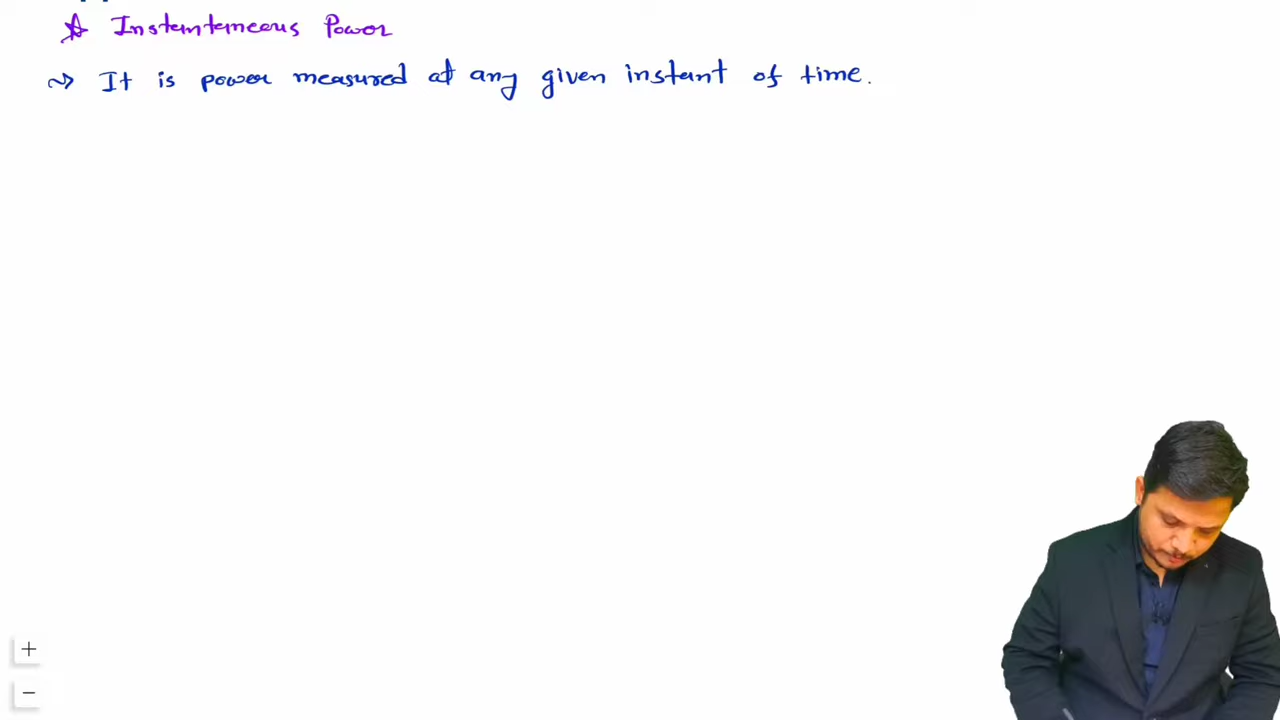 ☆ Instantaneous Power
~> It is power measured at any given instant of time.
+
−